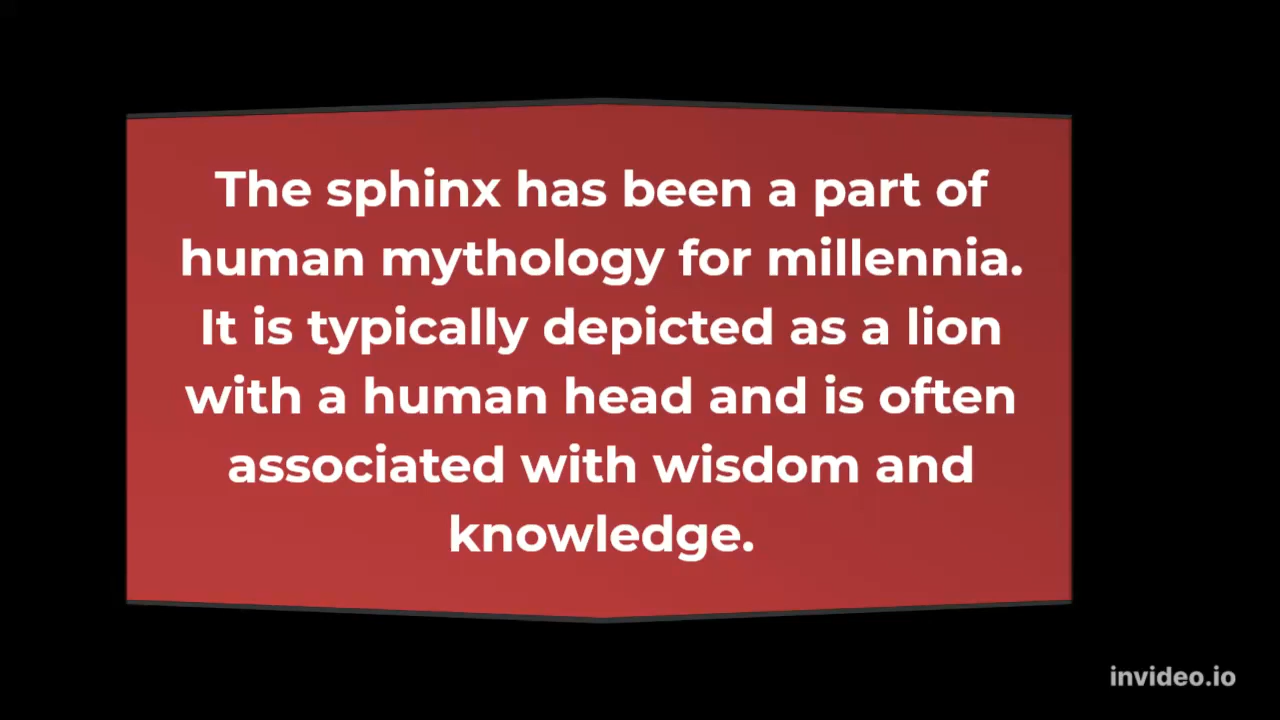 The sphinx has been a part of
human mythology for millennia.
It is typically depicted as a lion
with a human head and is often
associated with wisdom and
knowledge.
invideo.io